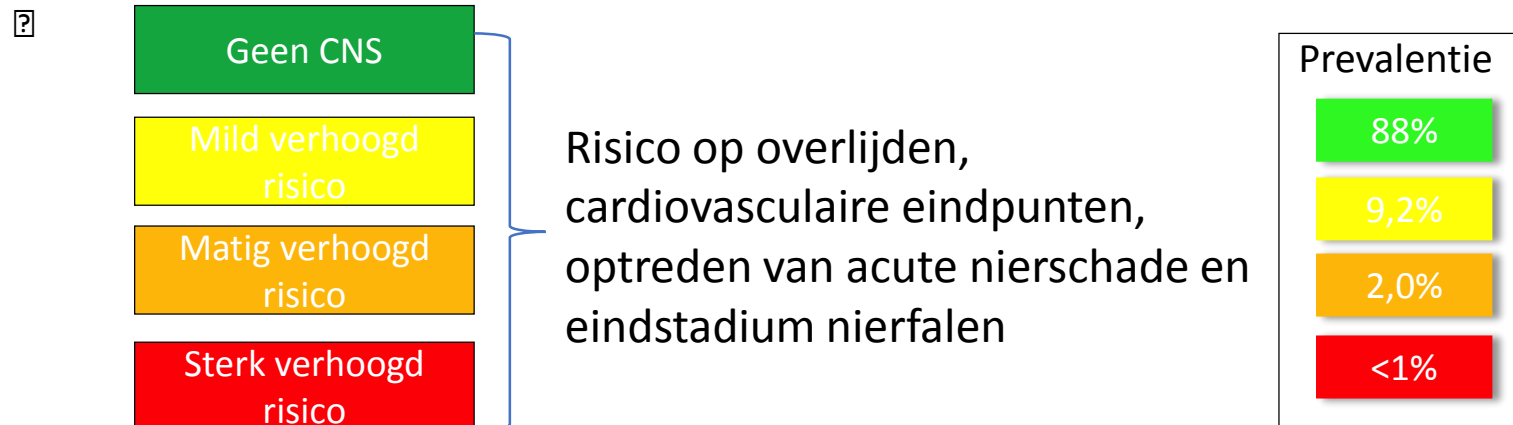 Geen CNS
Mild verhoogd
risico
Matig verhoogd
risico
Sterk verhoogd
risico
Risico op overlijden,
cardiovasculaire eindpunten,
optreden van acute nierschade en
eindstadium nierfalen
Prevalentie
88%
9,2%
2,0%
<1%